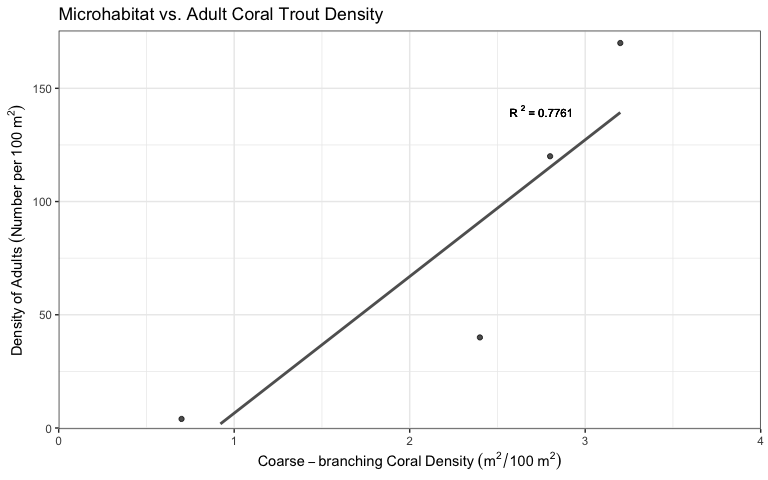 Microhabitat vs. Adult Coral Trout Density
Density of Adults (Number per 100 m²)
150
100
50
0
R² = 0.7761
0 1 2 3 4
Coarse – branching Coral Density (m²/100 m²)